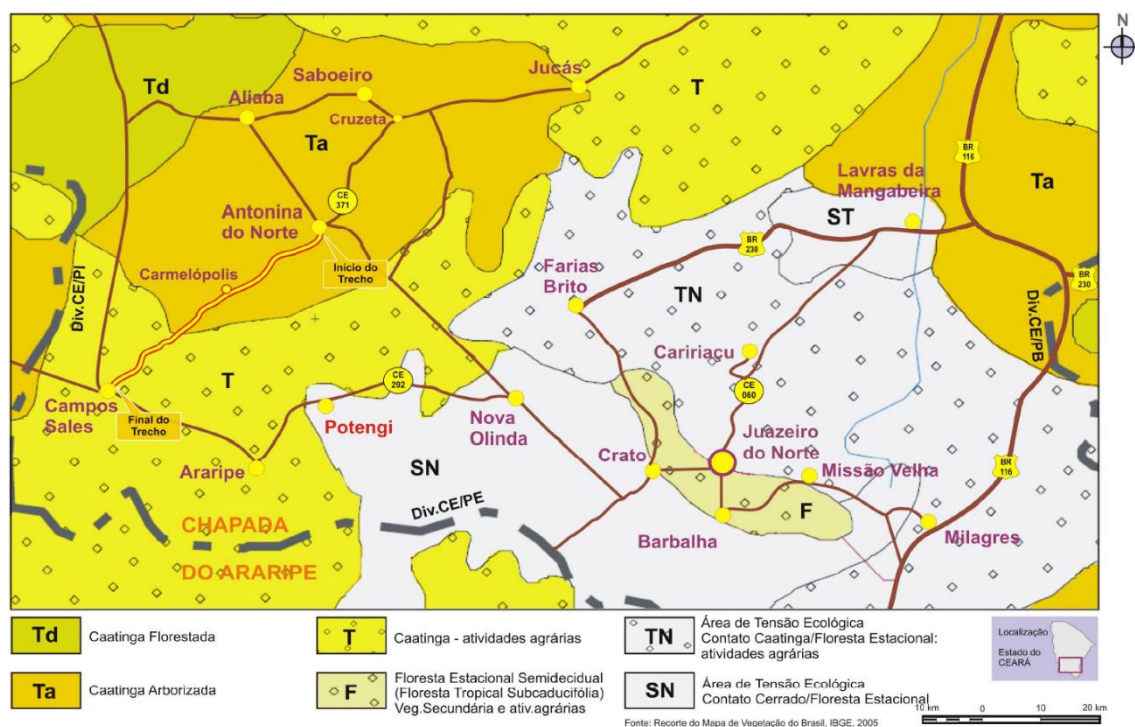 N
Td
Saboeiro
Jucás
T
Aliaba
Cruzeta
Ta
BR
116
Lavras da
Mangabeira
Ta
CE
371
Antonina
do Norte
ST
BR
230
Início do
Trecho
Carmelópolis
Div.CE/PI
Farias
Brito
TN
BR
230
Div.CE/PB
Caririaçu
T
CE
292
CE
060
Campos
Sales
Final do
Trecho
Potengi
Nova
Olinda
Juazeiro
do Norte
Crato
Missão Velha
BR
116
Araripe
SN
Div.CE/PE
F
CHAPADA
DO ARARIPE
Barbalha
Milagres
Td
Caatinga Florestada
T
Caatinga - atividades agrárias
TN
Área de Tensão Ecológica
Contato Caatinga/Floresta Estacional:
atividades agrárias
Localização
Estado do
CEARÁ
Ta
Caatinga Arborizada
F
Floresta Estacional Semidecidual
(Floresta Tropical Subcaducifólia)
Veg.Secundária e ativ.agrárias
SN
Área de Tensão Ecológica
Contato Cerrado/Floresta Estacional
10 km 0 10 20 km
Fonte: Recorte do Mapa de Vegetação do Brasil, IBGE, 2005